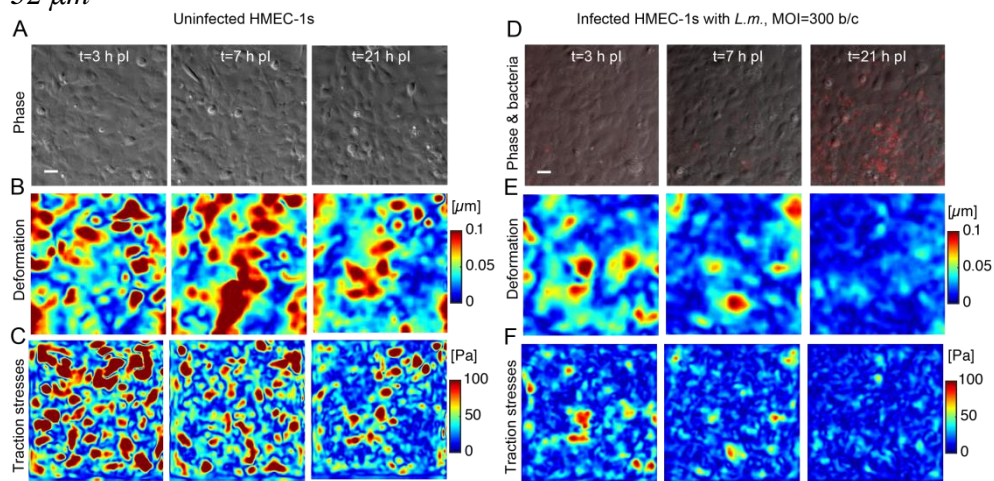 32 μm
Uninfected HMEC-1s
Infected HMEC-1s with L.m., MOI=300 b/c
A
t=3 h pI
t=7 h pI
t=21 h pI
Phase
D
t=3 h pI
t=7 h pI
t=21 h pI
Phase & bacteria
B
Deformation
[μm]
0.1
0.05
0
E
Deformation
[μm]
0.1
0.05
0
C
Traction stresses
[Pa]
100
50
0
F
Traction stresses
[Pa]
100
50
0